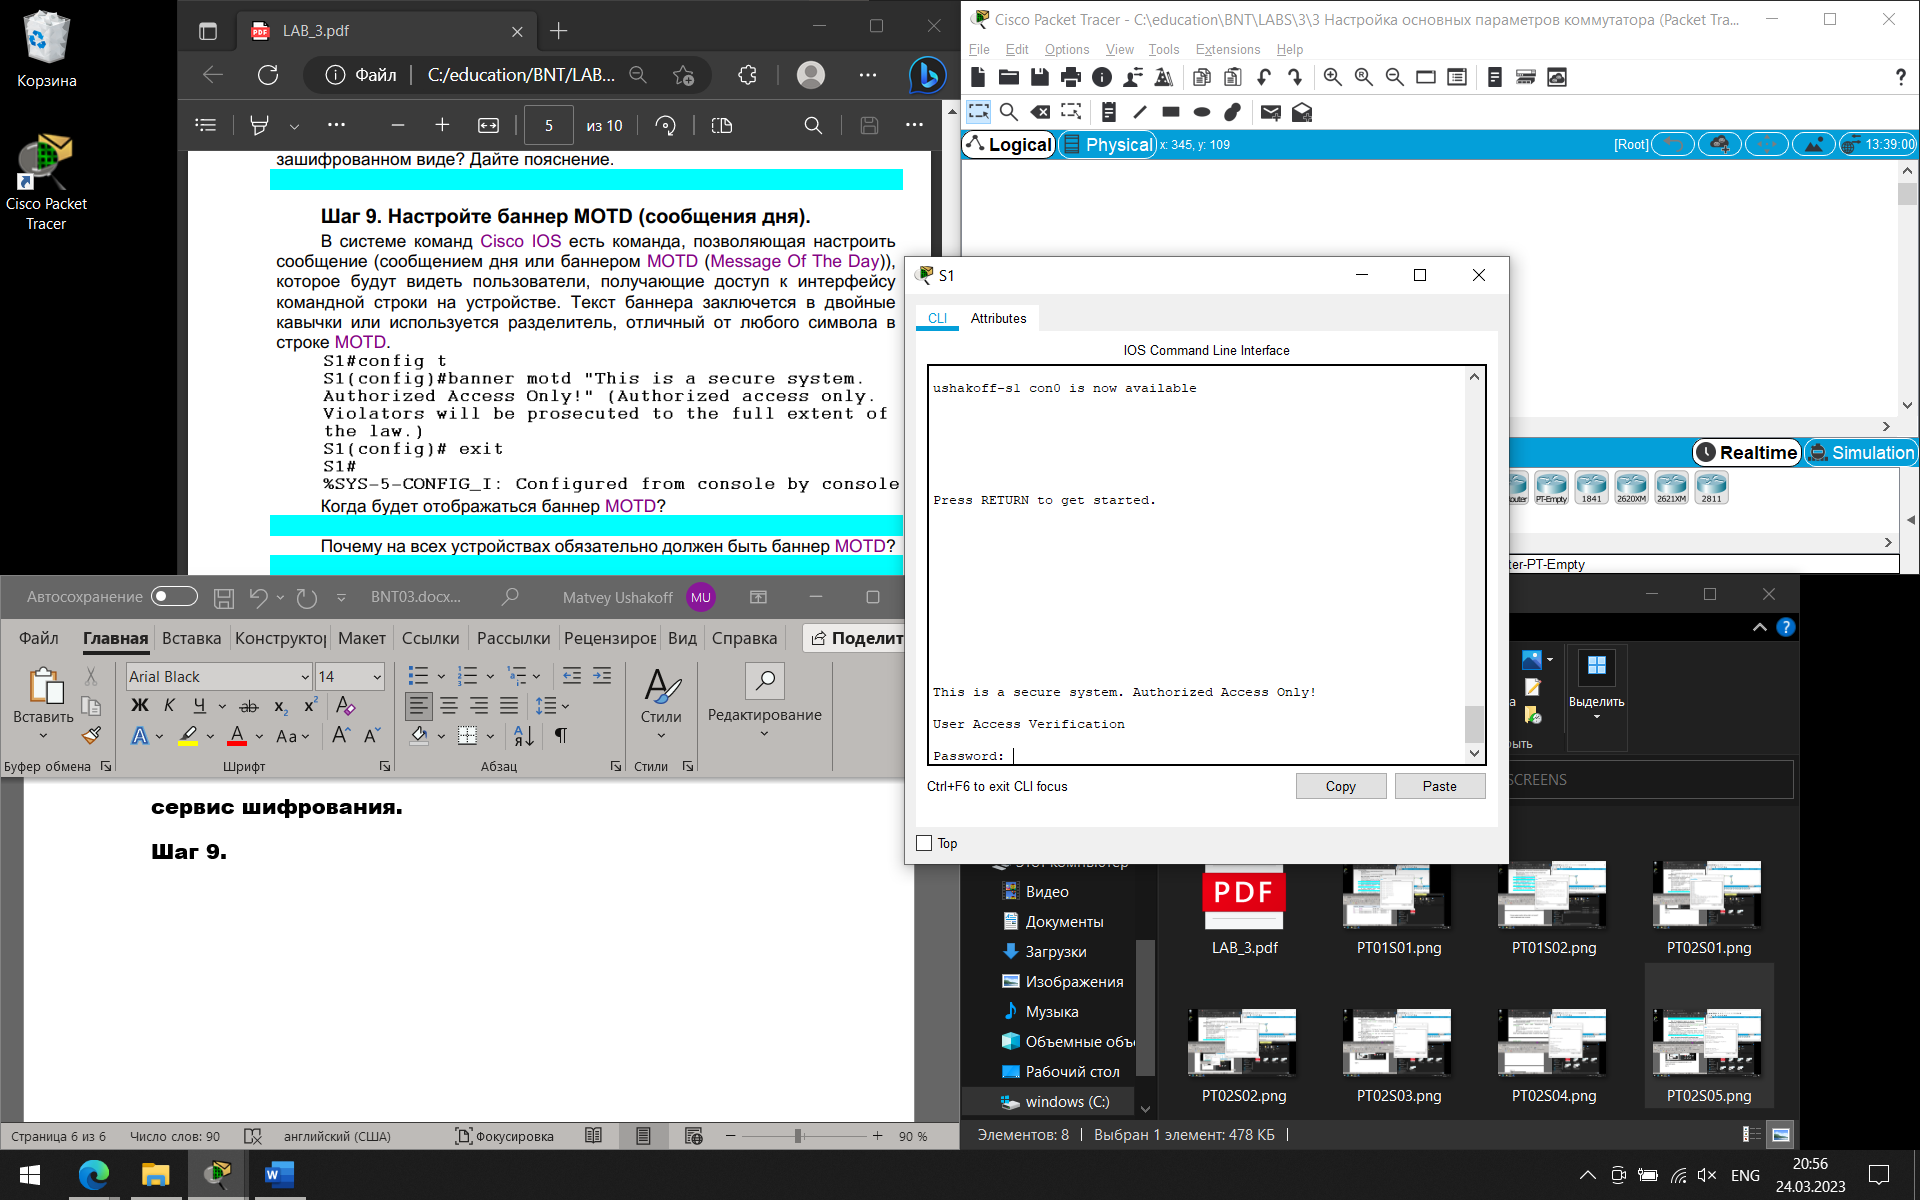 Корзина
Cisco Packet
Tracer
LAB_3.pdf
Файл
C:/education/BNT/LAB...
5
из 10
зашифрованном виде? Дайте пояснение.
Шаг 9. Настройте баннер MOTD (сообщения дня).
В системе команд Cisco IOS есть команда, позволяющая настроить
сообщение (сообщением дня или баннером MOTD (Message Of The Day)),
которое будут видеть пользователи, получающие доступ к интерфейсу
командной строки на устройстве. Текст баннера заключется в двойные
кавычки или используется разделитель, отличный от любого символа в
строке MOTD.
S1#config t
S1(config)#banner motd "This is a secure system.
Authorized Access Only!" (Authorized access only.
Violators will be prosecuted to the full extent of
the law.)
S1(config)# exit
S1#
%SYS-5-CONFIG_I: Configured from console by console
Когда будет отображаться баннер MOTD?
Почему на всех устройствах обязательно должен быть баннер MOTD?
Cisco Packet Tracer - C:\education\BNT\LABS\3\3 Настройка основных параметров коммутатора (Packet Tra...
File Edit Options View Tools Extensions Help
Logical
Physical
x: 345, y: 109
[Root]
13:39:00
S1
CLI
Attributes
IOS Command Line Interface
ushakoff-s1 con0 is now available
Press RETURN to get started.
This is a secure system. Authorized Access Only!
User Access Verification
Password:
Ctrl+F6 to exit CLI focus
Copy
Paste
Top
Realtime
Simulation
outer
PT-Empty
1841
2620XM
2621XM
2811
ter-PT-Empty
Автосохранение
BNT03.docx...
Matvey Ushakoff
MU
Файл Главная Вставка Конструктор Макет Ссылки Рассылки Рецензиров Вид Справка
Поделит
Вставить
Arial Black
14
Ж К Ч ab x₂ x²
А А Aa A A
Стили
Редактирование
Буфер обмена
Шрифт
Абзац
Стили
сервис шифрования.
Шаг 9.
Страница 6 из 6
Число слов: 90
английский (США)
Фокусировка
90 %
Выделить
а
рыть
SCREENS
Этот компьютер
Видео
Документы
Загрузки
Изображения
Музыка
Объемные объ
Рабочий стол
windows (C:)
PDF
LAB_3.pdf
PT01S01.png
PT01S02.png
PT02S01.png
PT02S02.png
PT02S03.png
PT02S04.png
PT02S05.png
Элементов: 8
Выбран 1 элемент: 478 КБ
ENG
20:56
24.03.2023